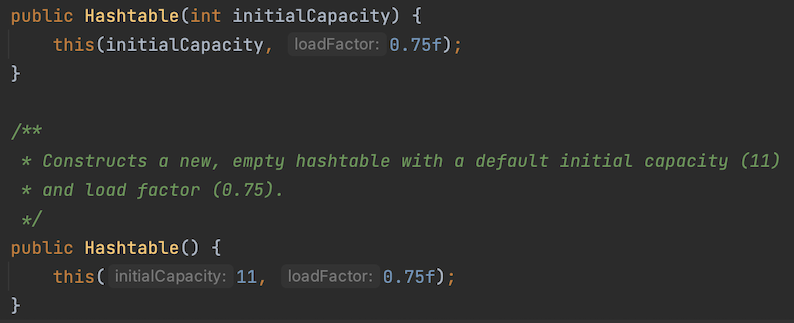 public Hashtable(int initialCapacity) {
this(initialCapacity, loadFactor: 0.75f);
}
/**
* Constructs a new, empty hashtable with a default initial capacity (11)
* and load factor (0.75).
*/
public Hashtable() {
this( initialCapacity: 11, loadFactor: 0.75f);
}